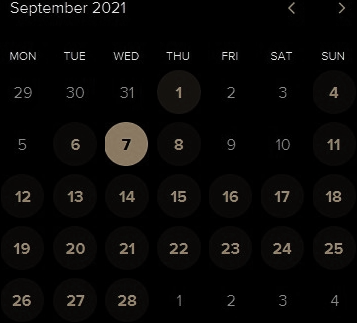 September 2021
MON TUE WED THU FRI SAT SUN
29 30 31 1 2 3 4
5 6 7 8 9 10 11
12 13 14 15 16 17 18
19 20 21 22 23 24 25
26 27 28 1 2 3 4